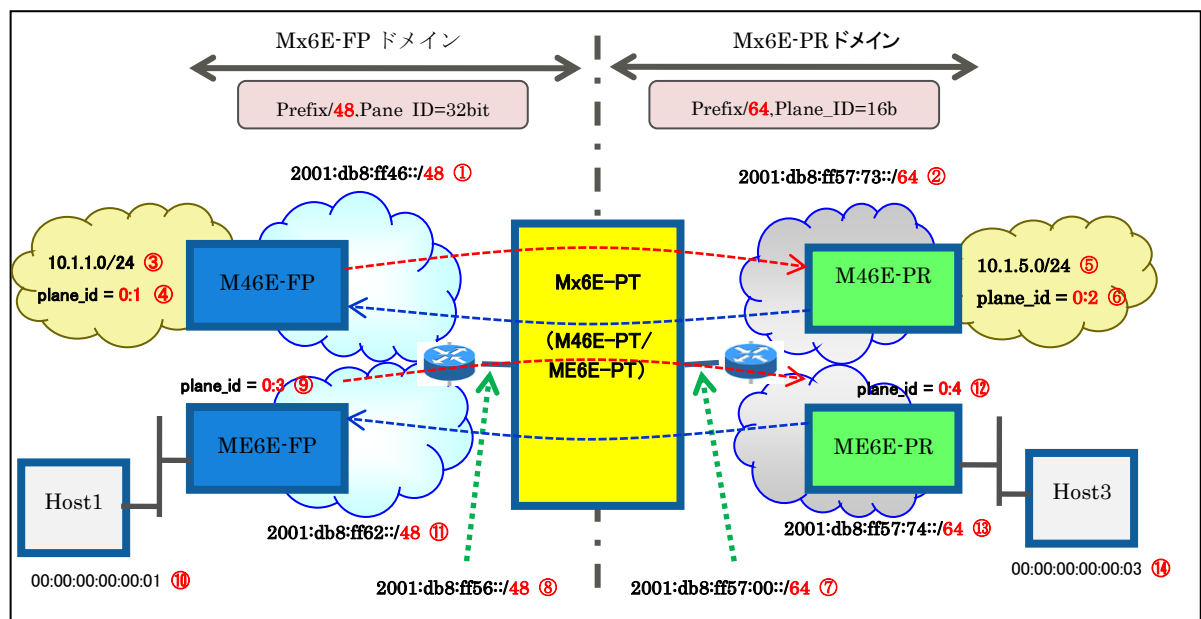 Mx6E-FP ドメイン
Mx6E-PRドメイン
Prefix/48,Pane ID=32bit
Prefix/64,Plane_ID=16b
2001:db8:ff46::/48 ①
2001:db8:ff57:73::/64 ②
10.1.1.0/24 ③
plane_id = 0:1 ④
M46E-FP
Mx6E-PT
(M46E-PT/
ME6E-PT)
M46E-PR
10.1.5.0/24 ⑤
plane_id = 0:2 ⑥
plane_id = 0:3 ⑨
plane_id = 0:4 ⑫
ME6E-FP
ME6E-PR
Host1
Host3
2001:db8:ff62::/48 ⑪
2001:db8:ff57:74::/64 ⑬
00:00:00:00:00:01 ⑩
00:00:00:00:00:03 ⑭
2001:db8:ff56::/48 ⑧
2001:db8:ff57:00::/64 ⑦